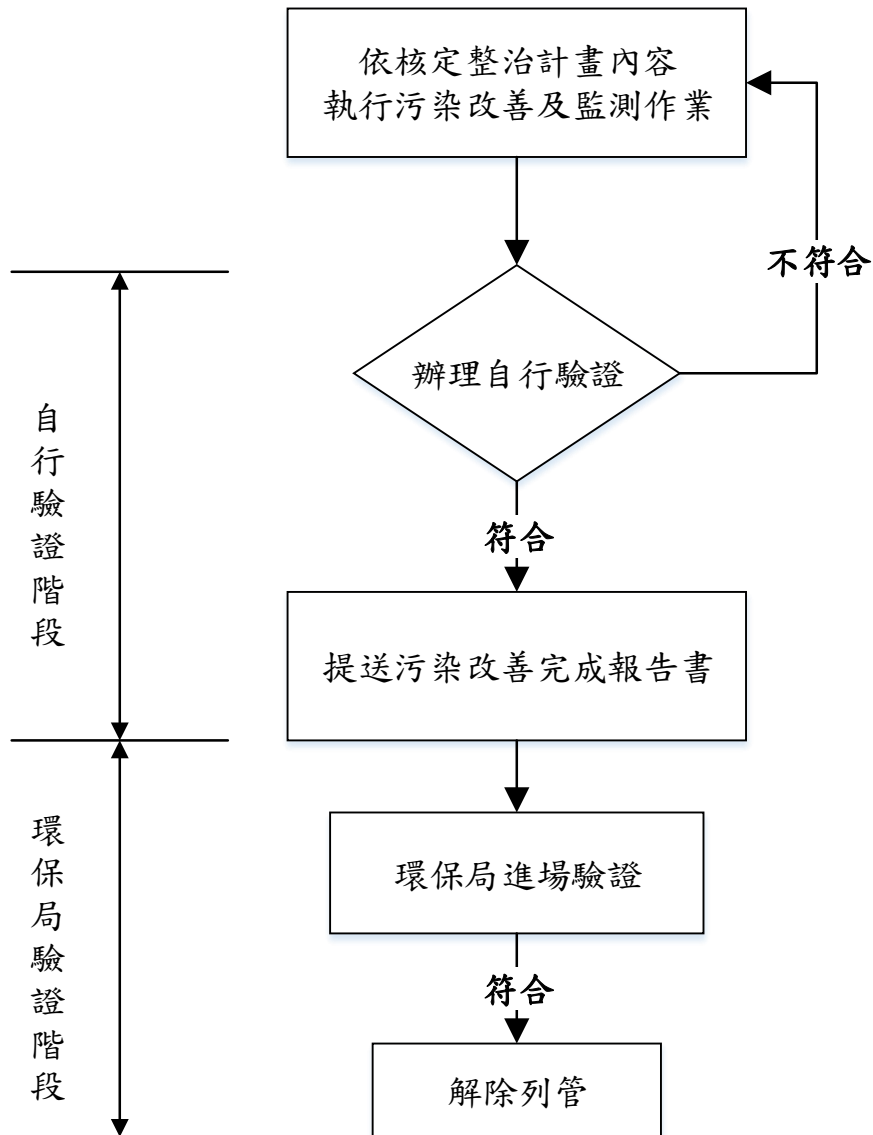 依核定整治計畫內容
執行污染改善及監測作業
不符合
辦理自行驗證
自行驗證階段
符合
提送污染改善完成報告書
環保局進場驗證
環保局驗證階段
符合
解除列管